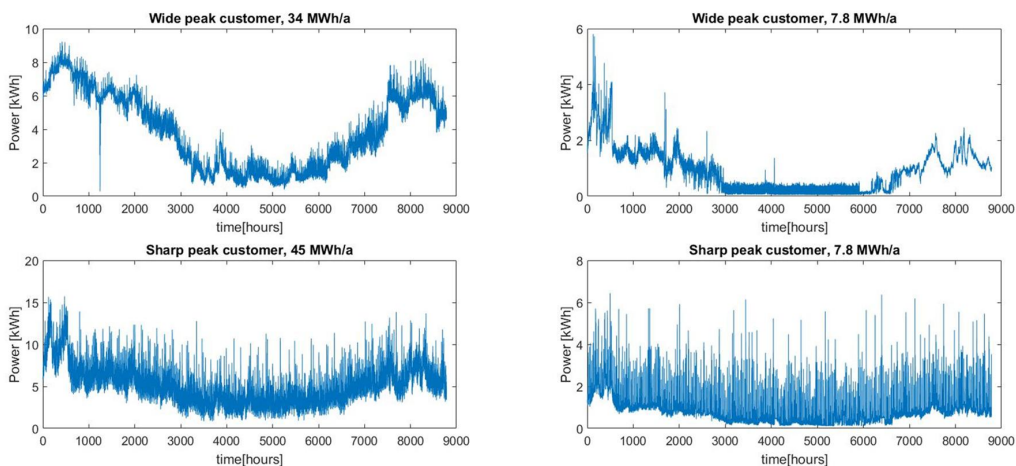 Wide peak customer, 34 MWh/a
Power [kWh]
10
8
6
4
2
0
0 1000 2000 3000 4000 5000 6000 7000 8000 9000
time[hours]
Wide peak customer, 7.8 MWh/a
Power [kWh]
6
4
2
0
0 1000 2000 3000 4000 5000 6000 7000 8000 9000
time[hours]
Sharp peak customer, 45 MWh/a
Power [kWh]
20
15
10
5
0
0 1000 2000 3000 4000 5000 6000 7000 8000 9000
time[hours]
Sharp peak customer, 7.8 MWh/a
Power [kWh]
8
6
4
2
0
0 1000 2000 3000 4000 5000 6000 7000 8000 9000
time[hours]